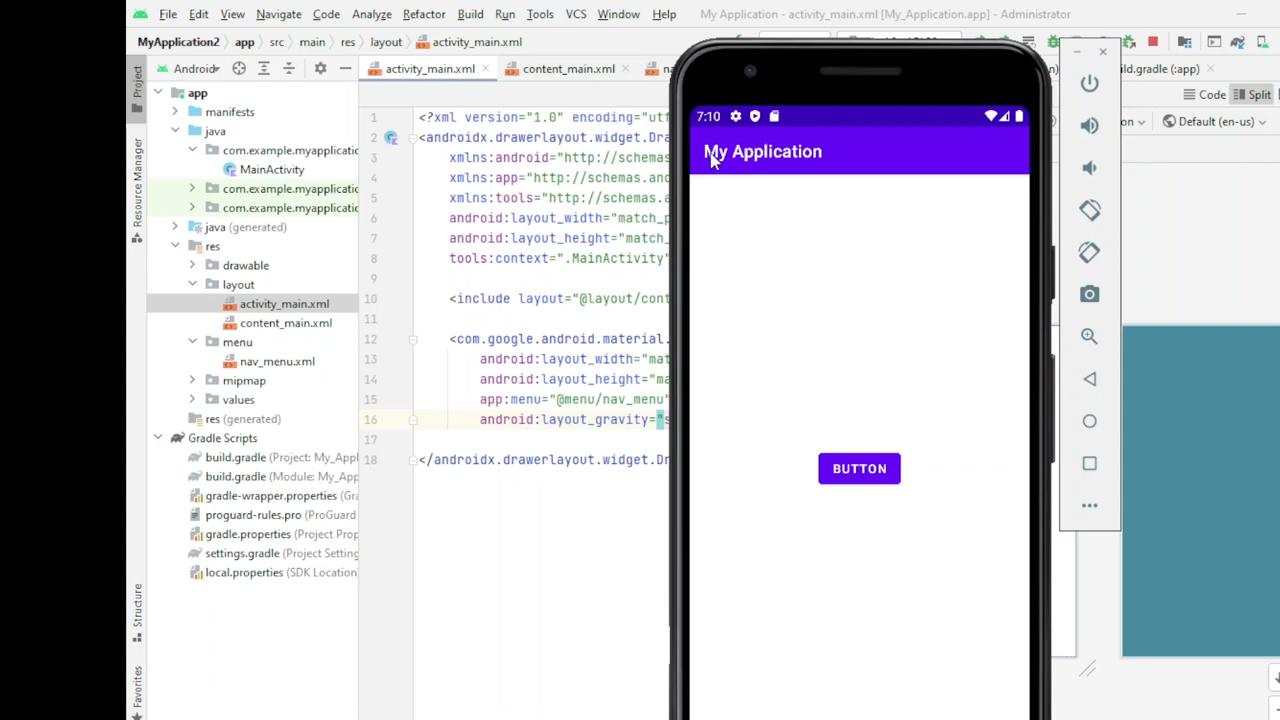 File Edit View Navigate Code Analyze Refactor Build Run Tools VCS Window Help My Application - activity_main.xml [My_Application.app] - Administrator
MyApplication2 app src main res layout activity_main.xml
Project
Resource Manager
Structure
Favorites
Android
app
manifests
java
com.example.myapplicatio
MainActivity
com.example.myapplicatio
com.example.myapplicatio
java (generated)
res
drawable
layout
activity_main.xml
content_main.xml
menu
nav_menu.xml
mipmap
values
res (generated)
Gradle Scripts
build.gradle (Project: My_Appl
build.gradle (Module: My_App
gradle-wrapper.properties (Gra
proguard-rules.pro (ProGuard
gradle.properties (Project Prop
settings.gradle (Project Setting
local.properties (SDK Location)
activity_main.xml content_main.xml na
ild.gradle (:app)
Code Split
Default (en-us)
1 <?xml version="1.0" encoding="utf
2 <androidx.drawerlayout.widget.Dra
3 xmlns:android="http://schemas
4 xmlns:app="http://schemas.and
5 xmlns:tools="http://schemas.
6 android:layout_width="match_p
7 android:layout_height="match_
8 tools:context=".MainActivity"
9
10 <include layout="@layout/cont
11
12 <com.google.android.material.
13 android:layout_width="mat
14 android:layout_height="ma
15 app:menu="@menu/nav_menu"
16 android:layout_gravity="s
17
18 </androidx.drawerlayout.widget.Dr
7:10
My Application
BUTTON